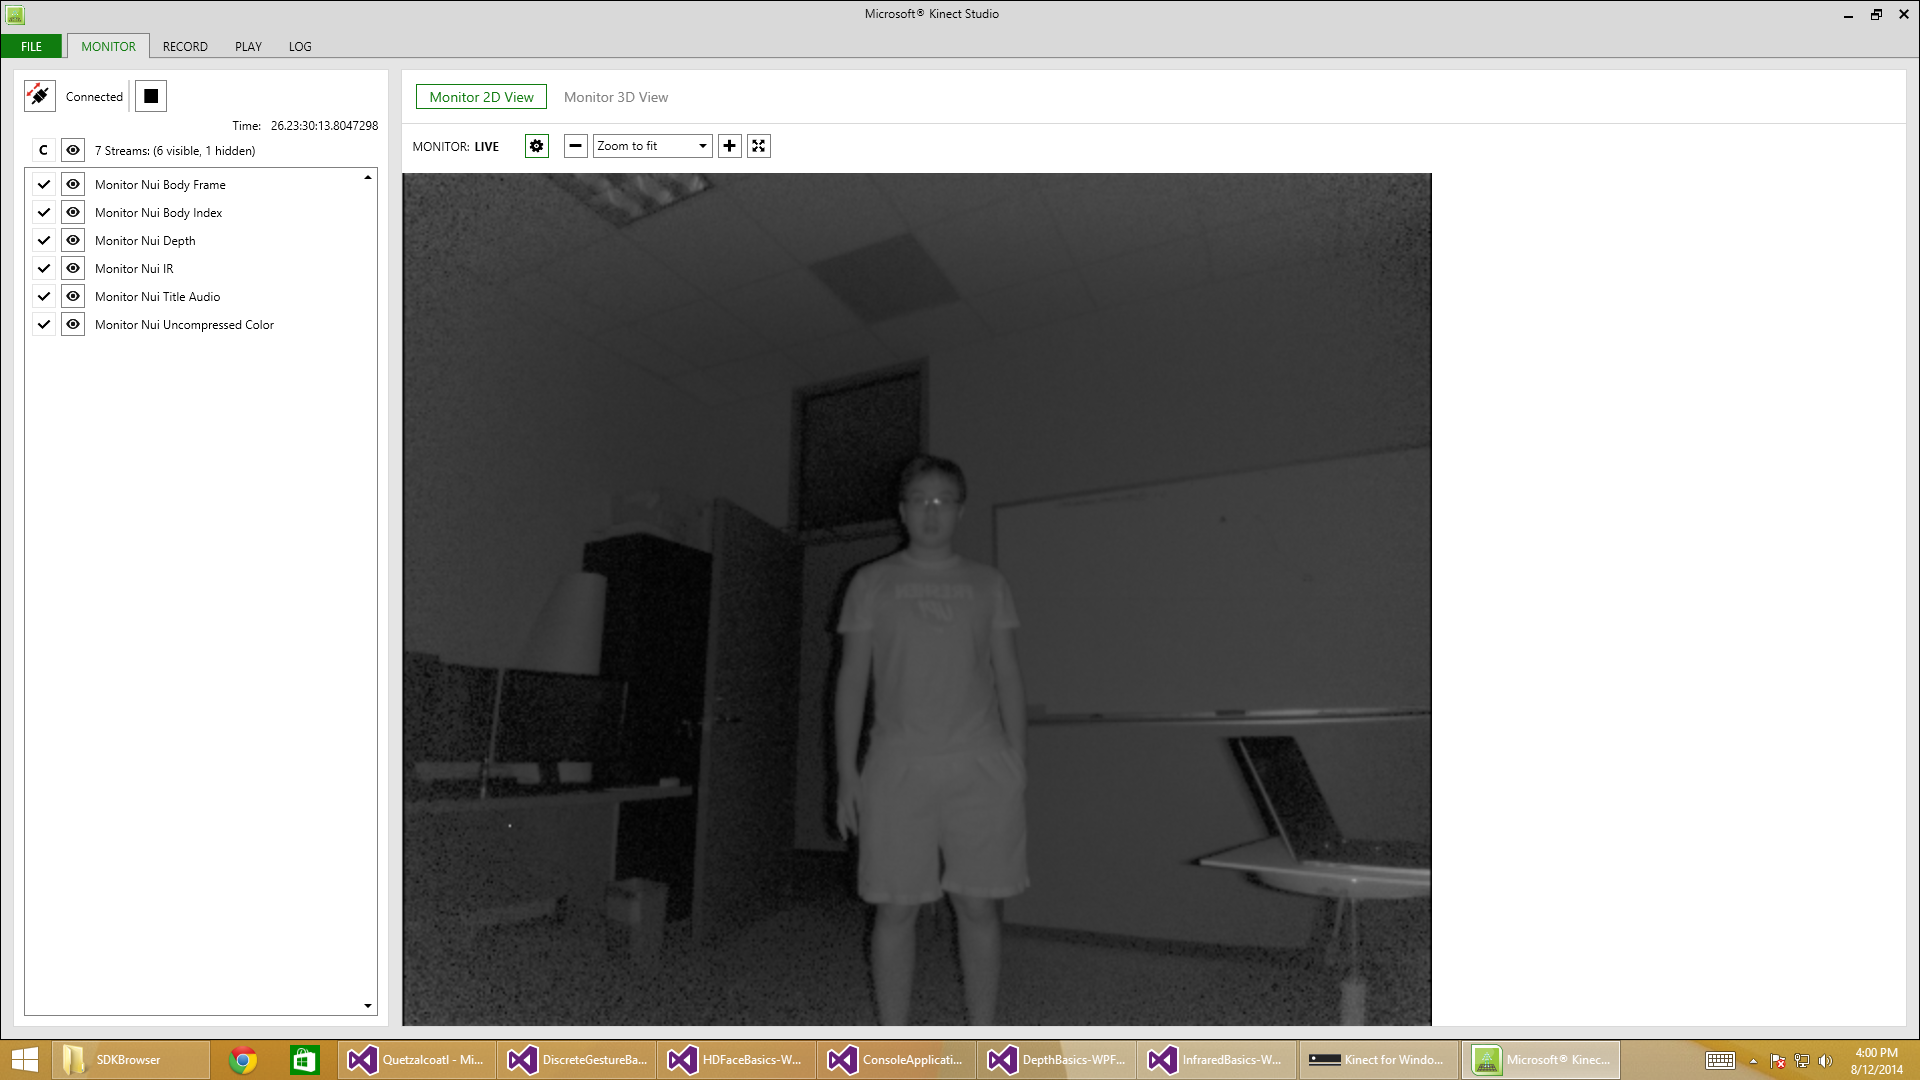 Microsoft® Kinect Studio
FILE
MONITOR
RECORD
PLAY
LOG
Connected
Time: 26.23:30:13.8047298
C
7 Streams: (6 visible, 1 hidden)
Monitor Nui Body Frame
Monitor Nui Body Index
Monitor Nui Depth
Monitor Nui IR
Monitor Nui Title Audio
Monitor Nui Uncompressed Color
Monitor 2D View
Monitor 3D View
MONITOR: LIVE
Zoom to fit
FRESHEN
UP?
SDKBrowser
Quetzalcoatl - Mi...
DiscreteGestureBa...
HDFaceBasics-W...
ConsoleApplicati...
DepthBasics-WPF...
InfraredBasics-W...
Kinect for Windo...
Microsoft® Kinec...
4:00 PM
8/12/2014